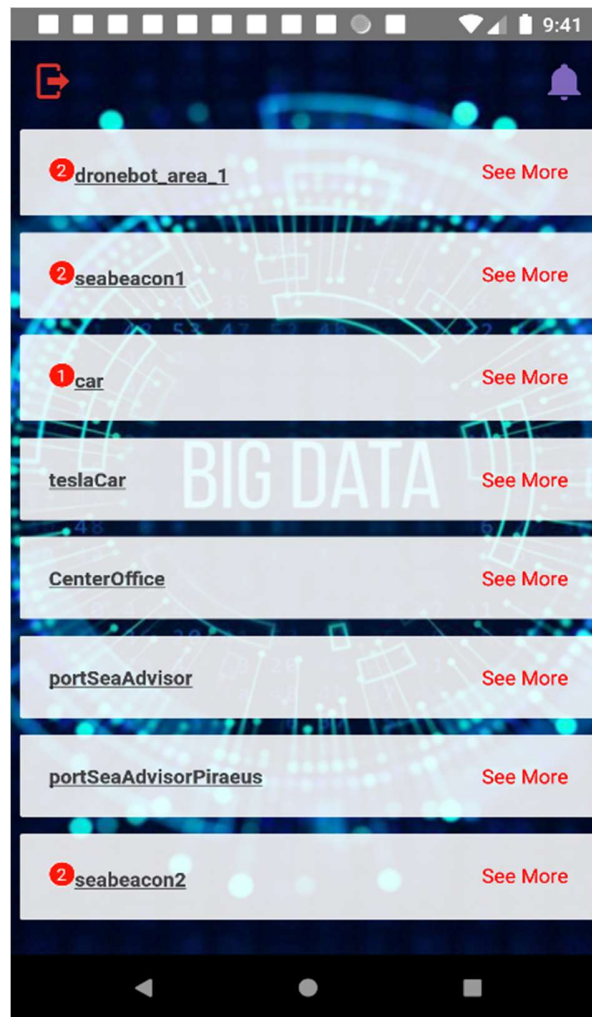 9:41
2 dronebot_area_1 See More
2 seabeacon1 See More
1 car See More
teslaCar BIG DATA See More
CenterOffice See More
portSeaAdvisor See More
portSeaAdvisorPiraeus See More
2 seabeacon2 See More